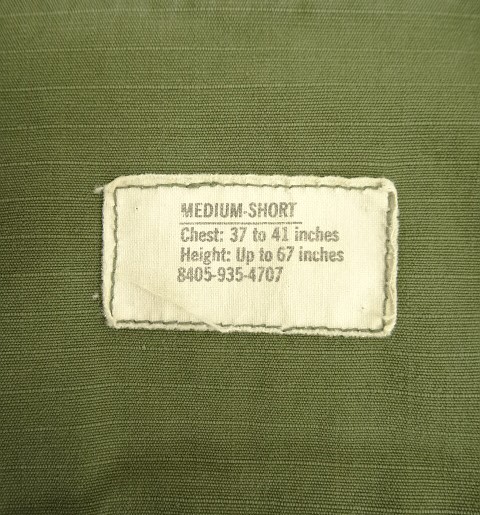 MEDIUM-SHORT
Chest: 37 to 41 inches
Height: Up to 67 inches
8405-935-4707